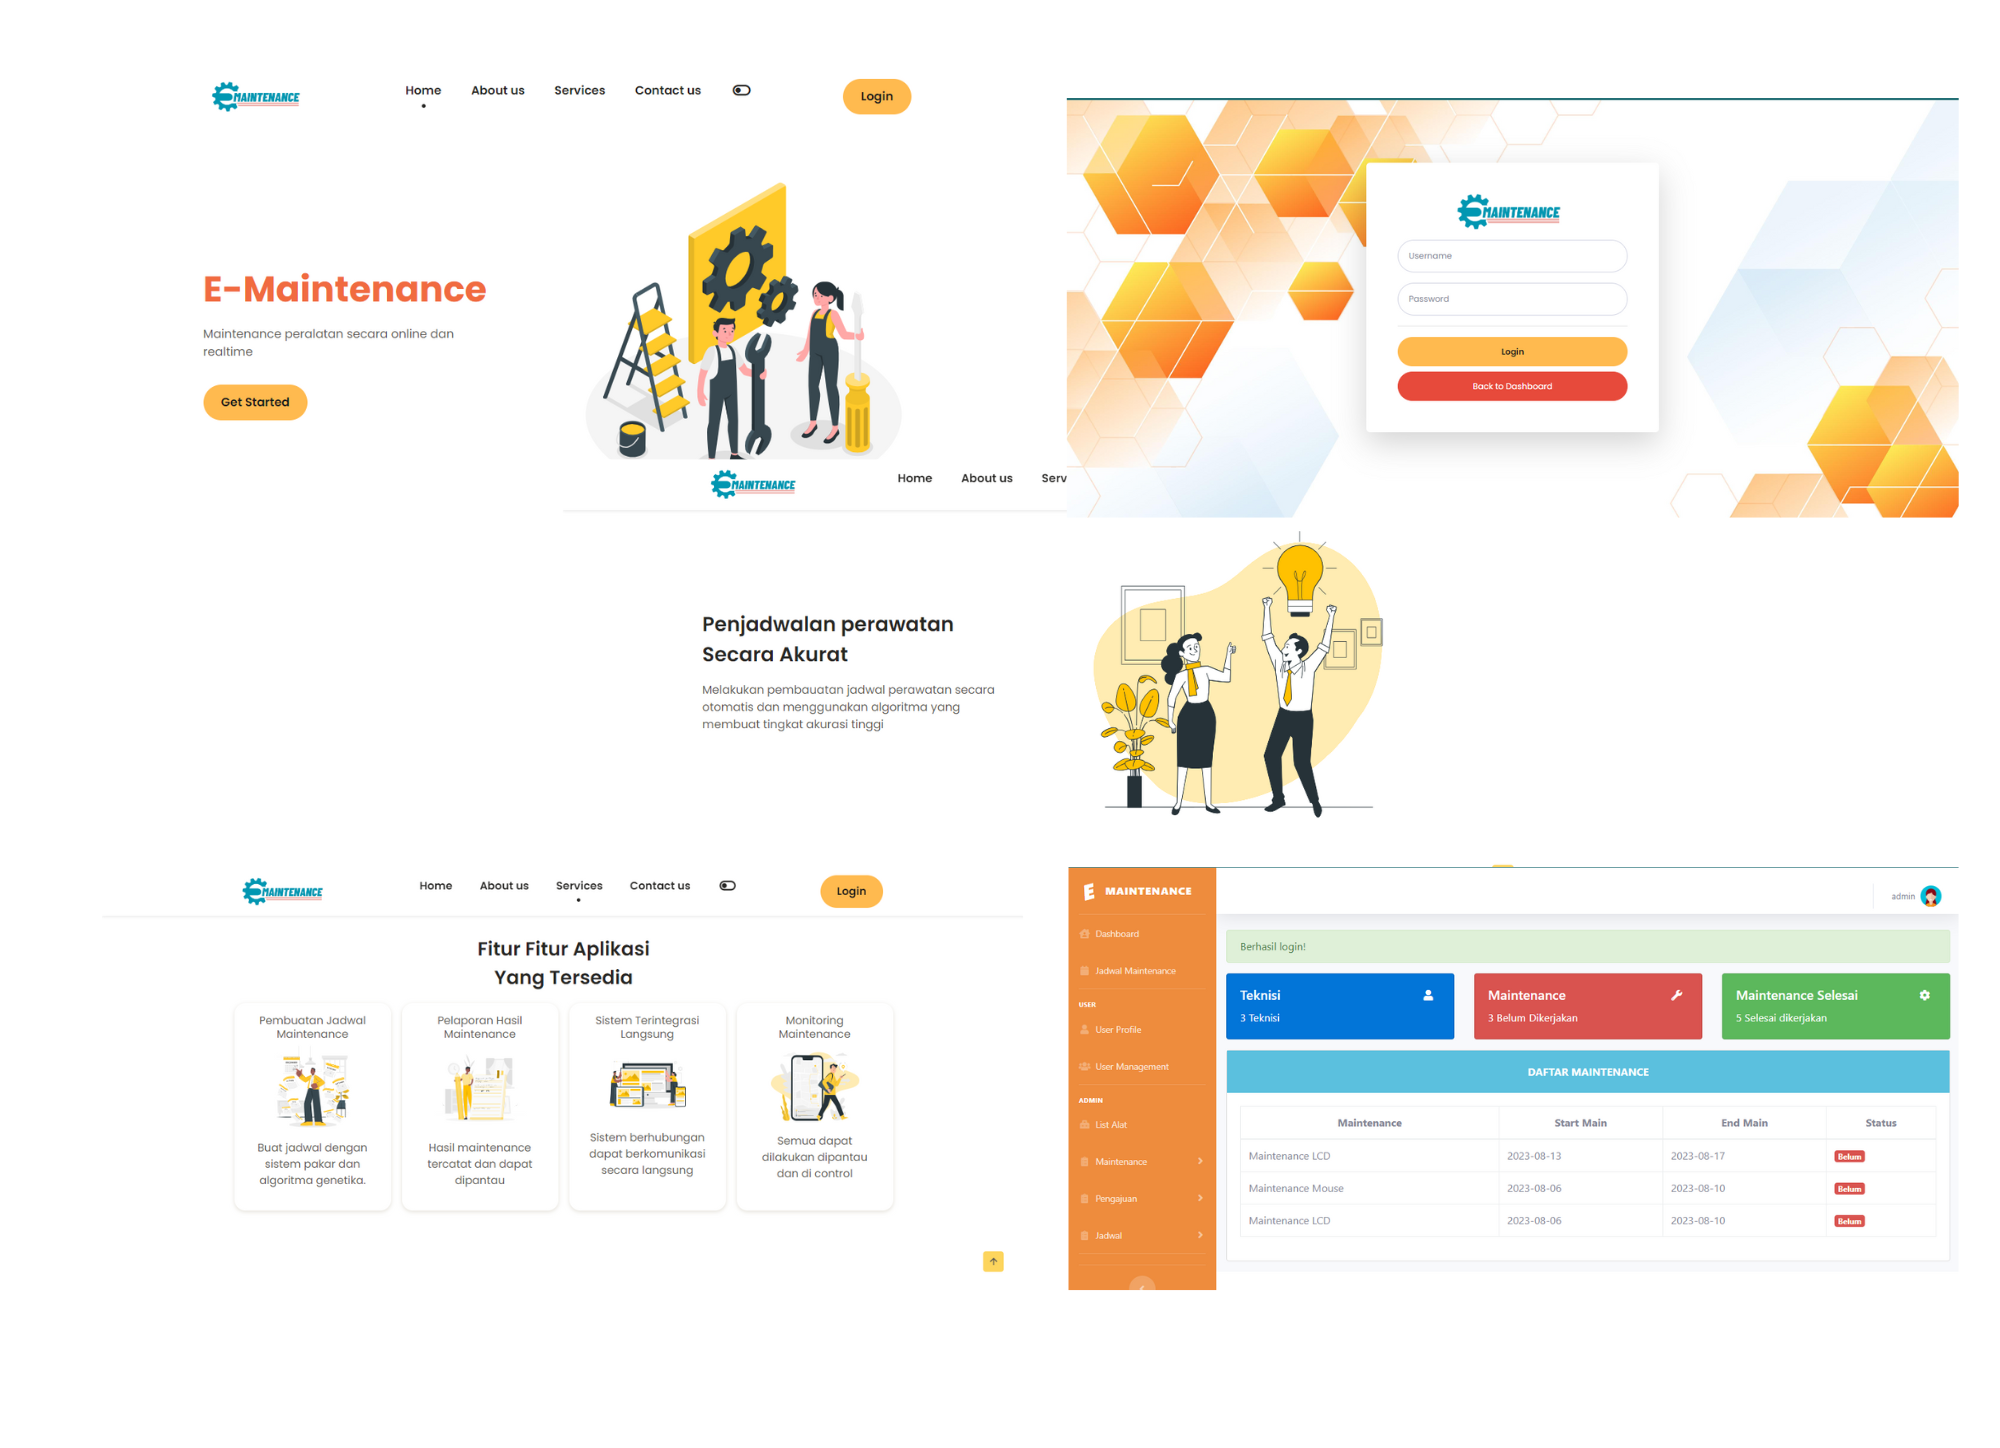 MAINTENANCE
Home About us Services Contact us
Login
E-Maintenance
Maintenance peralatan secara online dan
realtime
Get Started
MAINTENANCE
Username
Password
Login
Back to Dashboard
MAINTENANCE
Home About us Serv
Penjadwalan perawatan
Secara Akurat
Melakukan pembauatan jadwal perawatan secara
otomatis dan menggunakan algoritma yang
membuat tingkat akurasi tinggi
MAINTENANCE
Home About us Services Contact us
Login
Fitur Fitur Aplikasi
Yang Tersedia
Pembuatan Jadwal
Maintenance
Buat jadwal dengan
sistem pakar dan
algoritma genetika.
Pelaporan Hasil
Maintenance
Hasil maintenance
tercatat dan dapat
dipantau
Sistem Terintegrasi
Langsung
Sistem berhubungan
dapat berkomunikasi
secara langsung
Monitoring
Maintenance
Semua dapat
dilakukan dipantau
dan di control
E MAINTENANCE
Dashboard
Jadwal Maintenance
USER
User Profile
User Management
ADMIN
List Alat
Maintenance
Pengajuan
Jadwal
admin
Berhasil login!
Teknisi
3 Teknisi
Maintenance
3 Belum Dikerjakan
Maintenance Selesai
5 Selesai dikerjakan
DAFTAR MAINTENANCE
Maintenance Start Main End Main Status
Maintenance LCD 2023-08-13 2023-08-17 Belum
Maintenance Mouse 2023-08-06 2023-08-10 Belum
Maintenance LCD 2023-08-06 2023-08-10 Belum